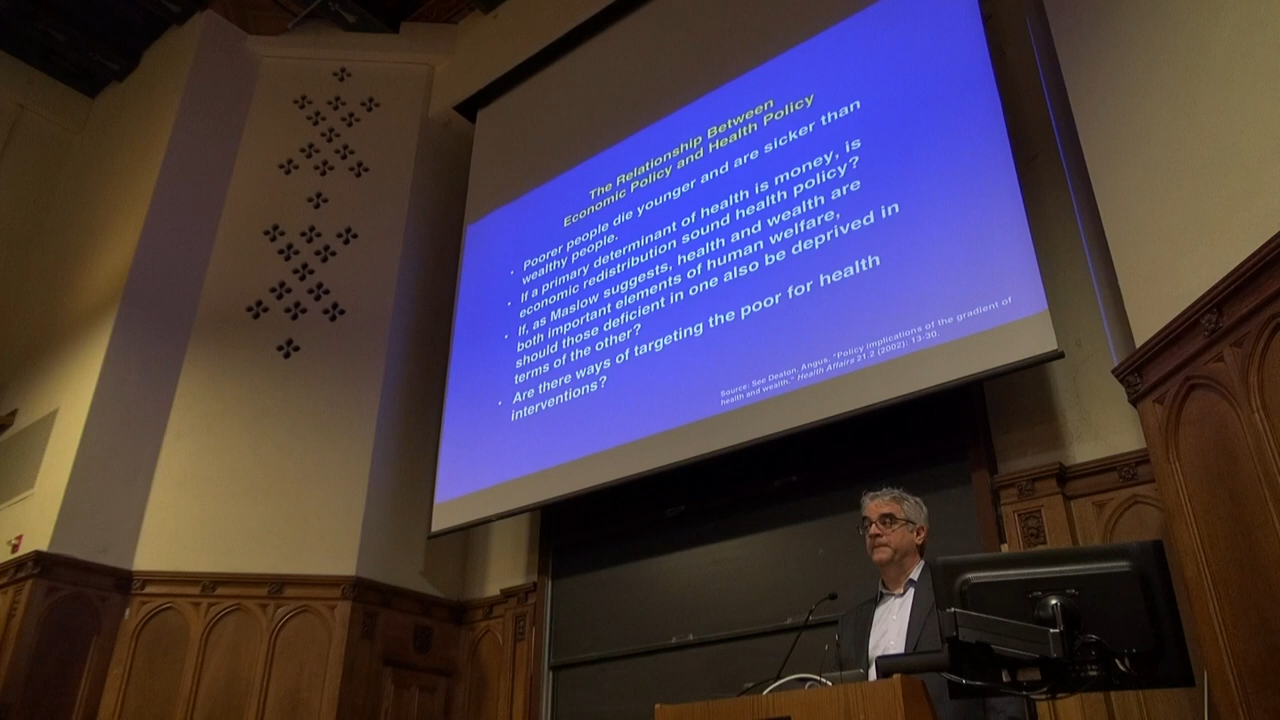 The Relationship Between
Economic Policy and Health Policy
• Poorer people die younger and are sicker than
wealthy people.
• If a primary determinant of health is money, is
economic redistribution sound health policy?
• If, as Maslow suggests, health and wealth are
both important elements of human welfare,
should those deficient in one also be deprived in
terms of the other?
• Are there ways of targeting the poor for health
interventions?
Source: See Deaton, Angus. "Policy implications of the gradient of
health and wealth." Health Affairs 21.2 (2002): 13-30.